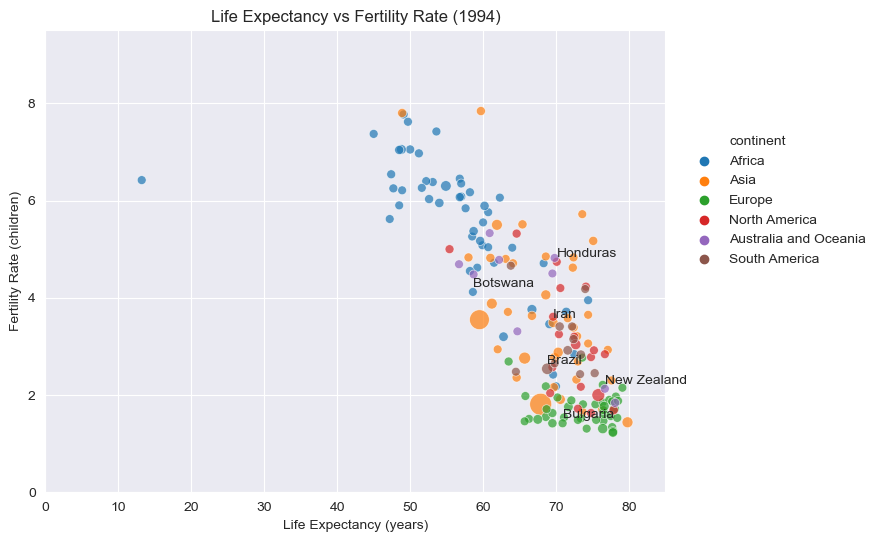 Life Expectancy vs Fertility Rate (1994)
8
6
4
2
0
Fertility Rate (children)
0 10 20 30 40 50 60 70 80
Life Expectancy (years)
Honduras
Botswana
Iran
Brazil
New Zealand
Bulgaria
continent
Africa
Asia
Europe
North America
Australia and Oceania
South America